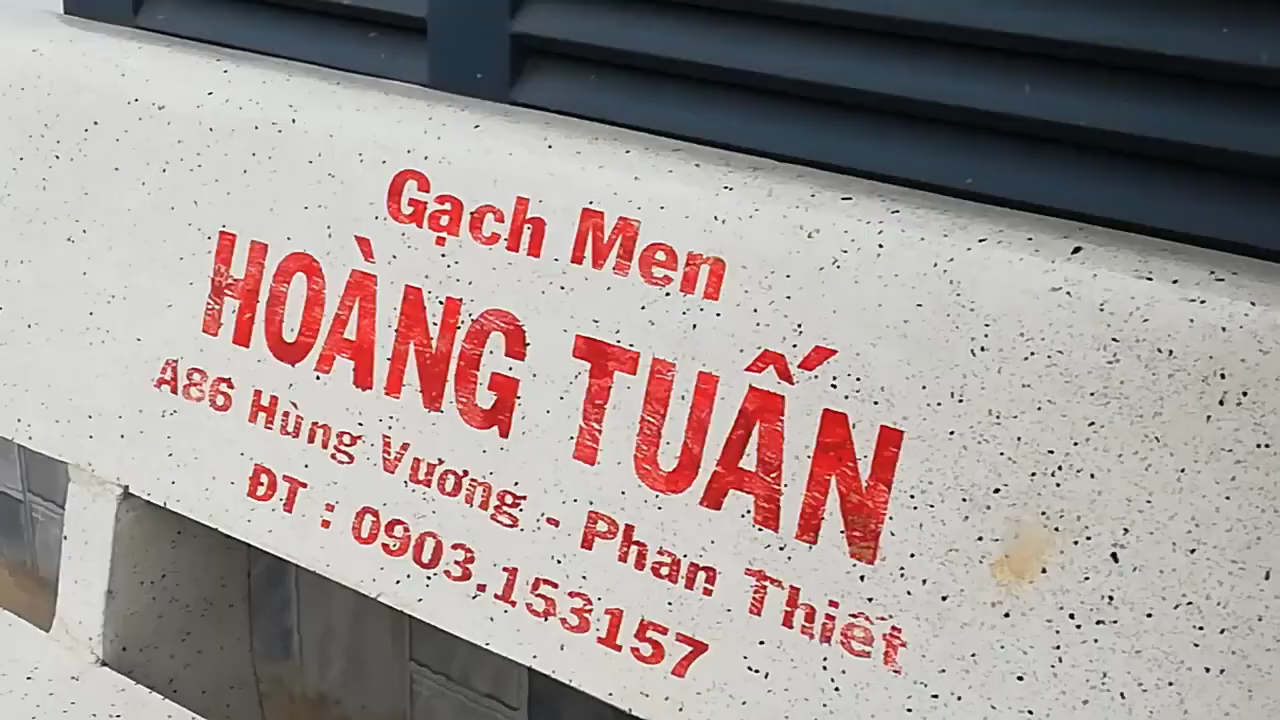 Gạch Men
HOÀNG TUẤN
A86 Hùng Vương - Phan Thiết
ĐT : 0903.153157